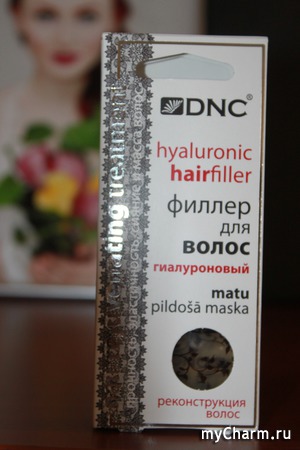 DNC®
hyaluronic
hairfiller
филлер
для
волос
гиалуроновый
matu
pildošā maska
реконструкция
волос
myCharm.ru